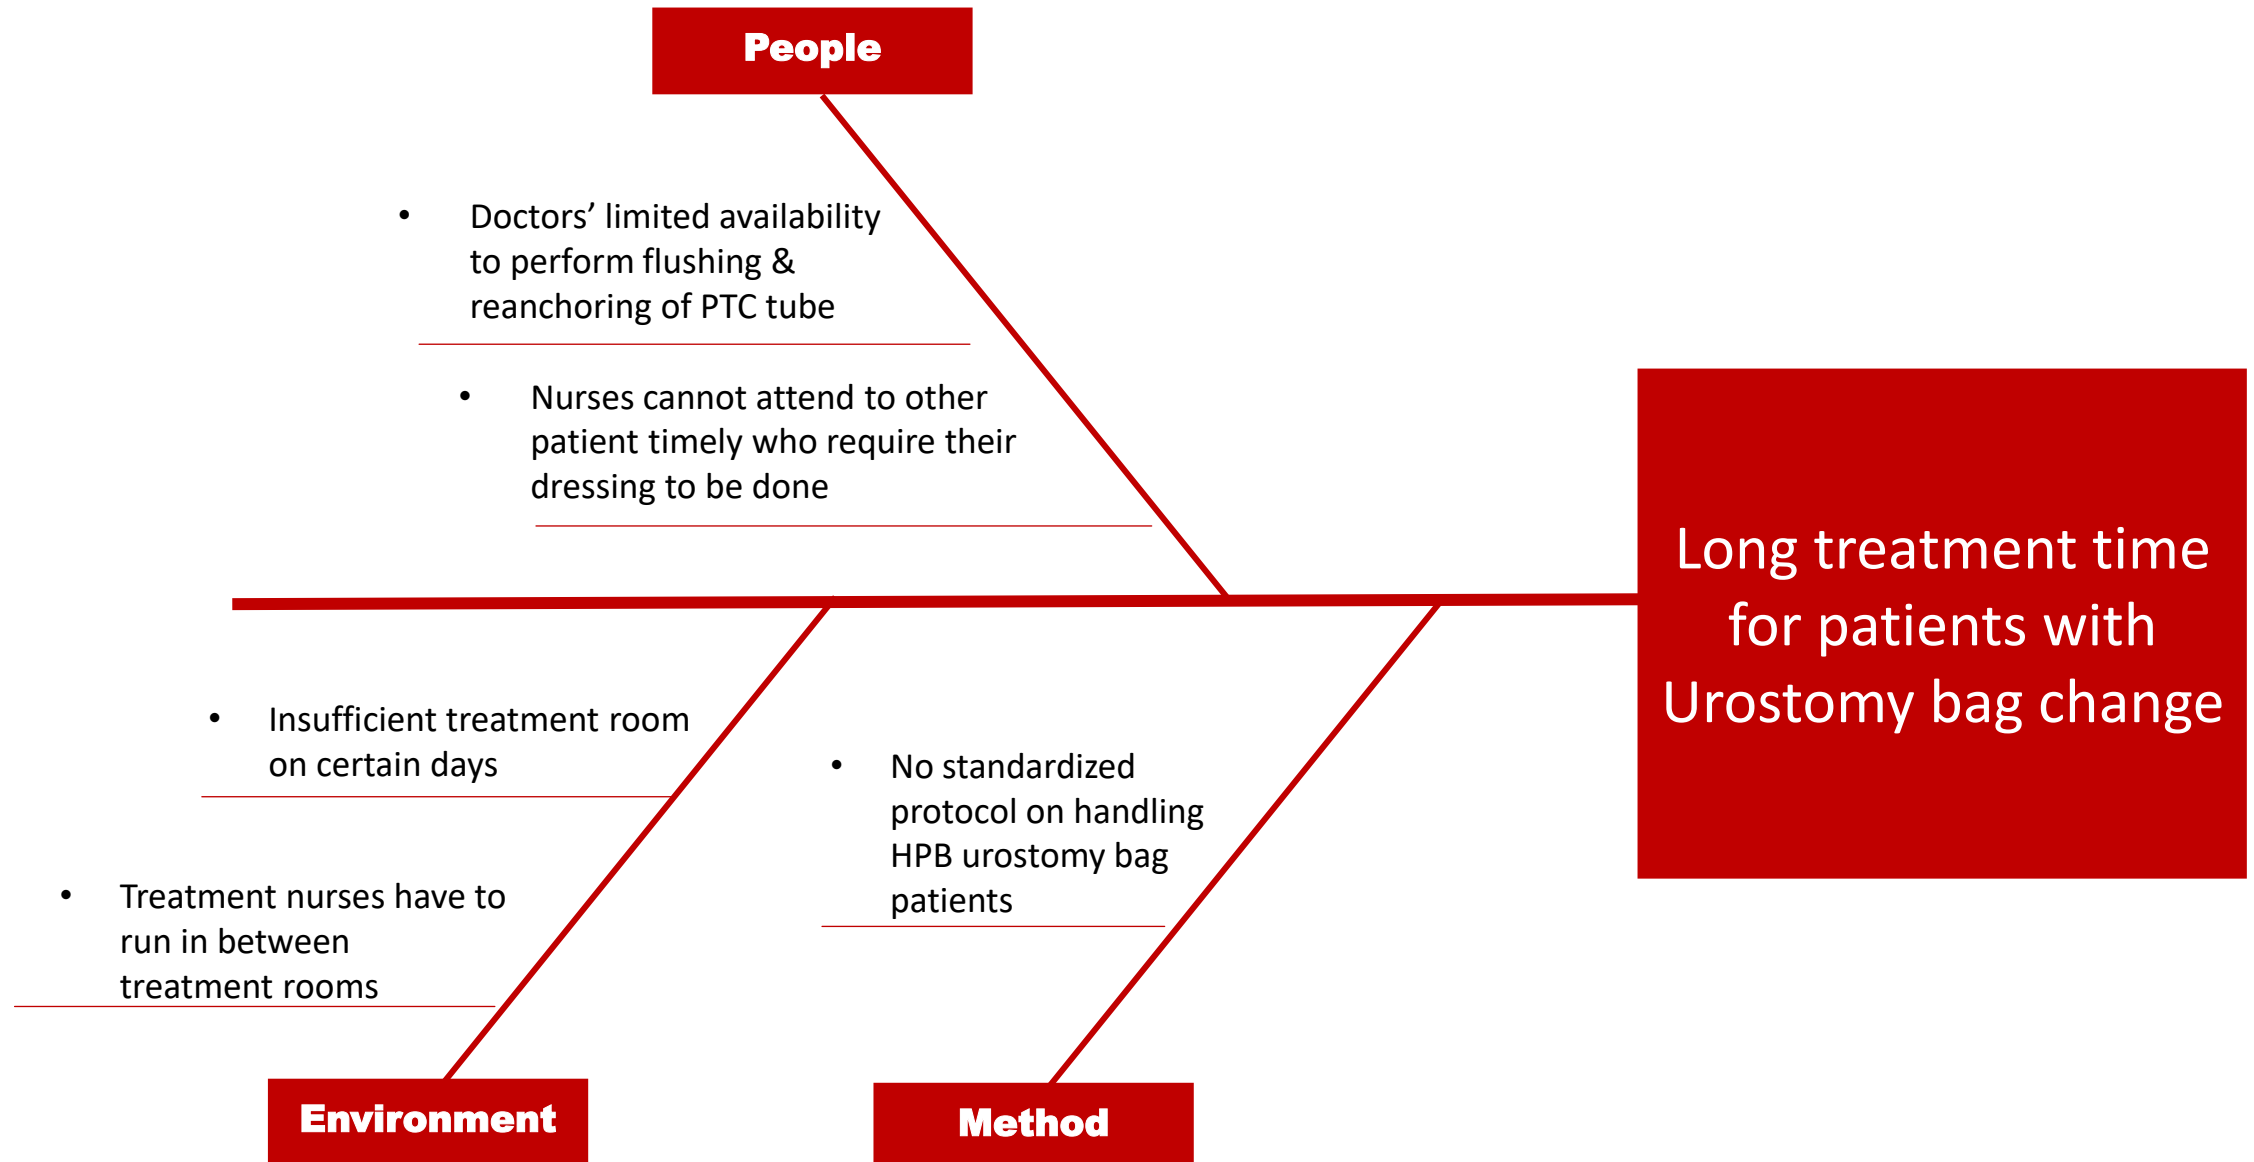 People
• Doctors’ limited availability
to perform flushing &
reanchoring of PTC tube
• Nurses cannot attend to other
patient timely who require their
dressing to be done
Long treatment time
for patients with
Urostomy bag change
• Insufficient treatment room
on certain days
• Treatment nurses have to
run in between
treatment rooms
• No standardized
protocol on handling
HPB urostomy bag
patients
Environment
Method